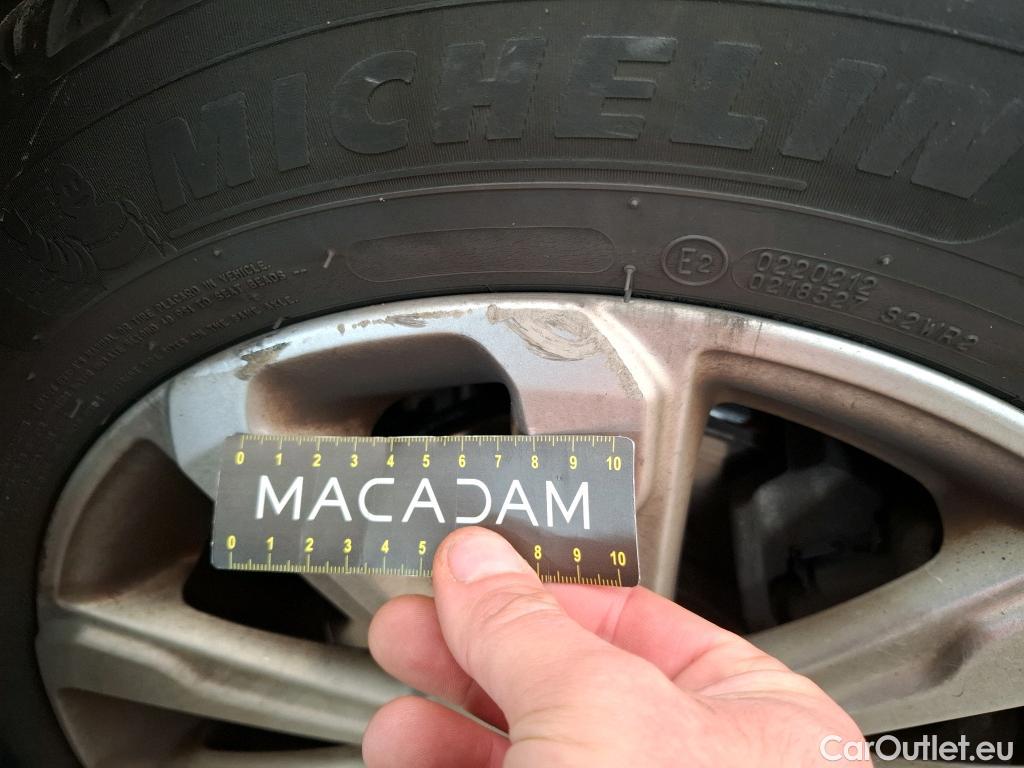 MICHELIN
E2
0220212
0218527 S2WR2
0 1 2 3 4 5 6 7 8 9 10
MACADAM
0 1 2 3 4 5 8 9 10
CarOutlet.eu